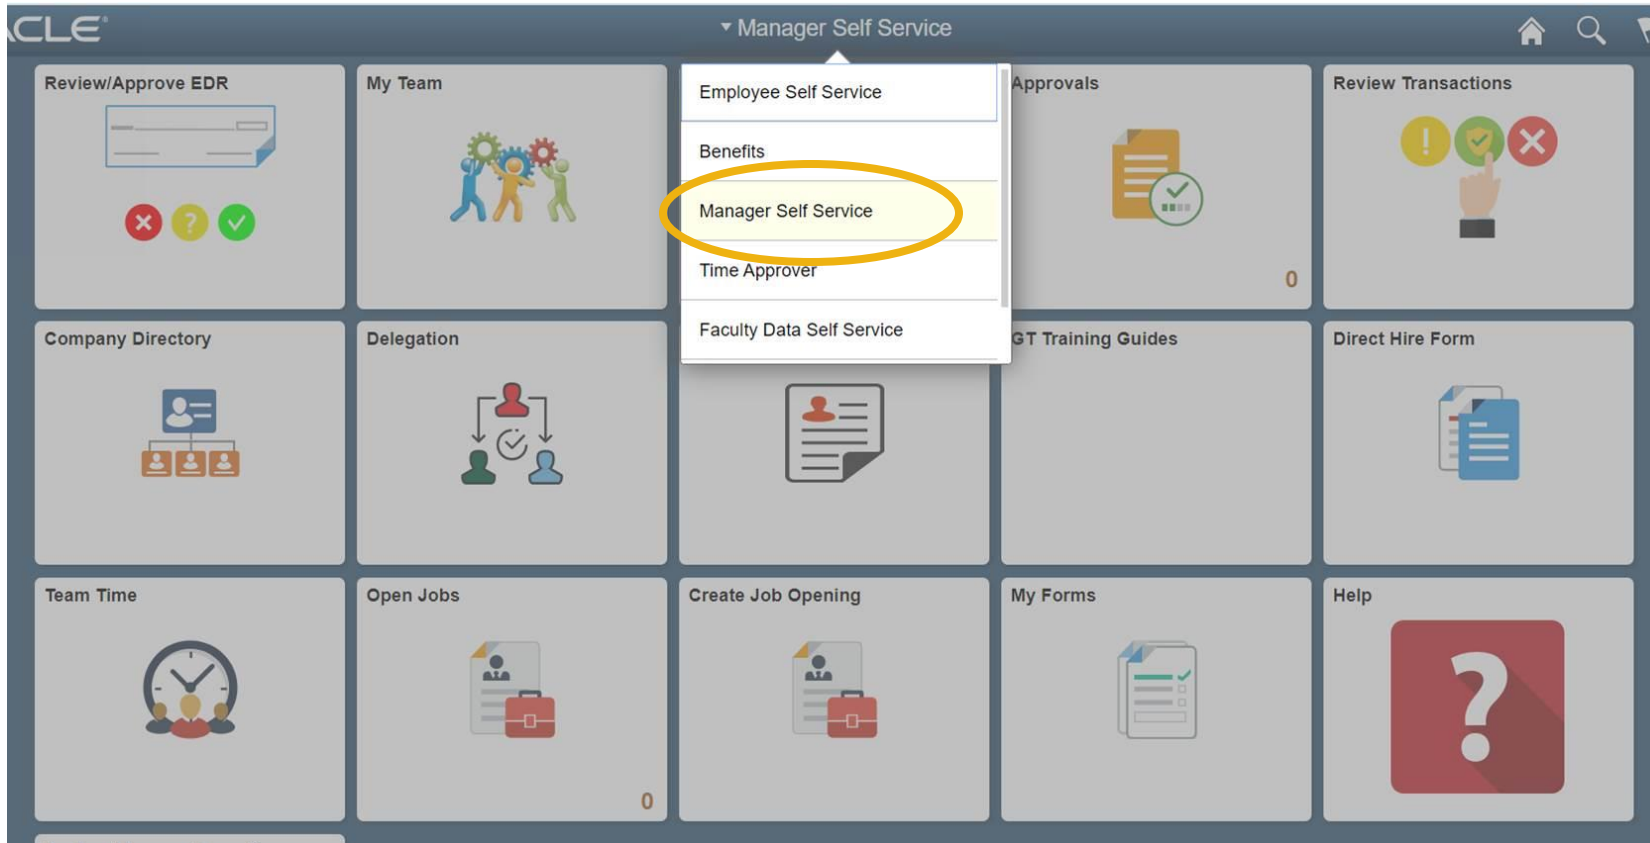 ACLE
Manager Self Service
Review/Approve EDR
My Team
Employee Self Service
Benefits
Manager Self Service
Time Approver
Faculty Data Self Service
Approvals
0
Review Transactions
Company Directory
Delegation
GT Training Guides
Direct Hire Form
Team Time
Open Jobs
0
Create Job Opening
My Forms
Help